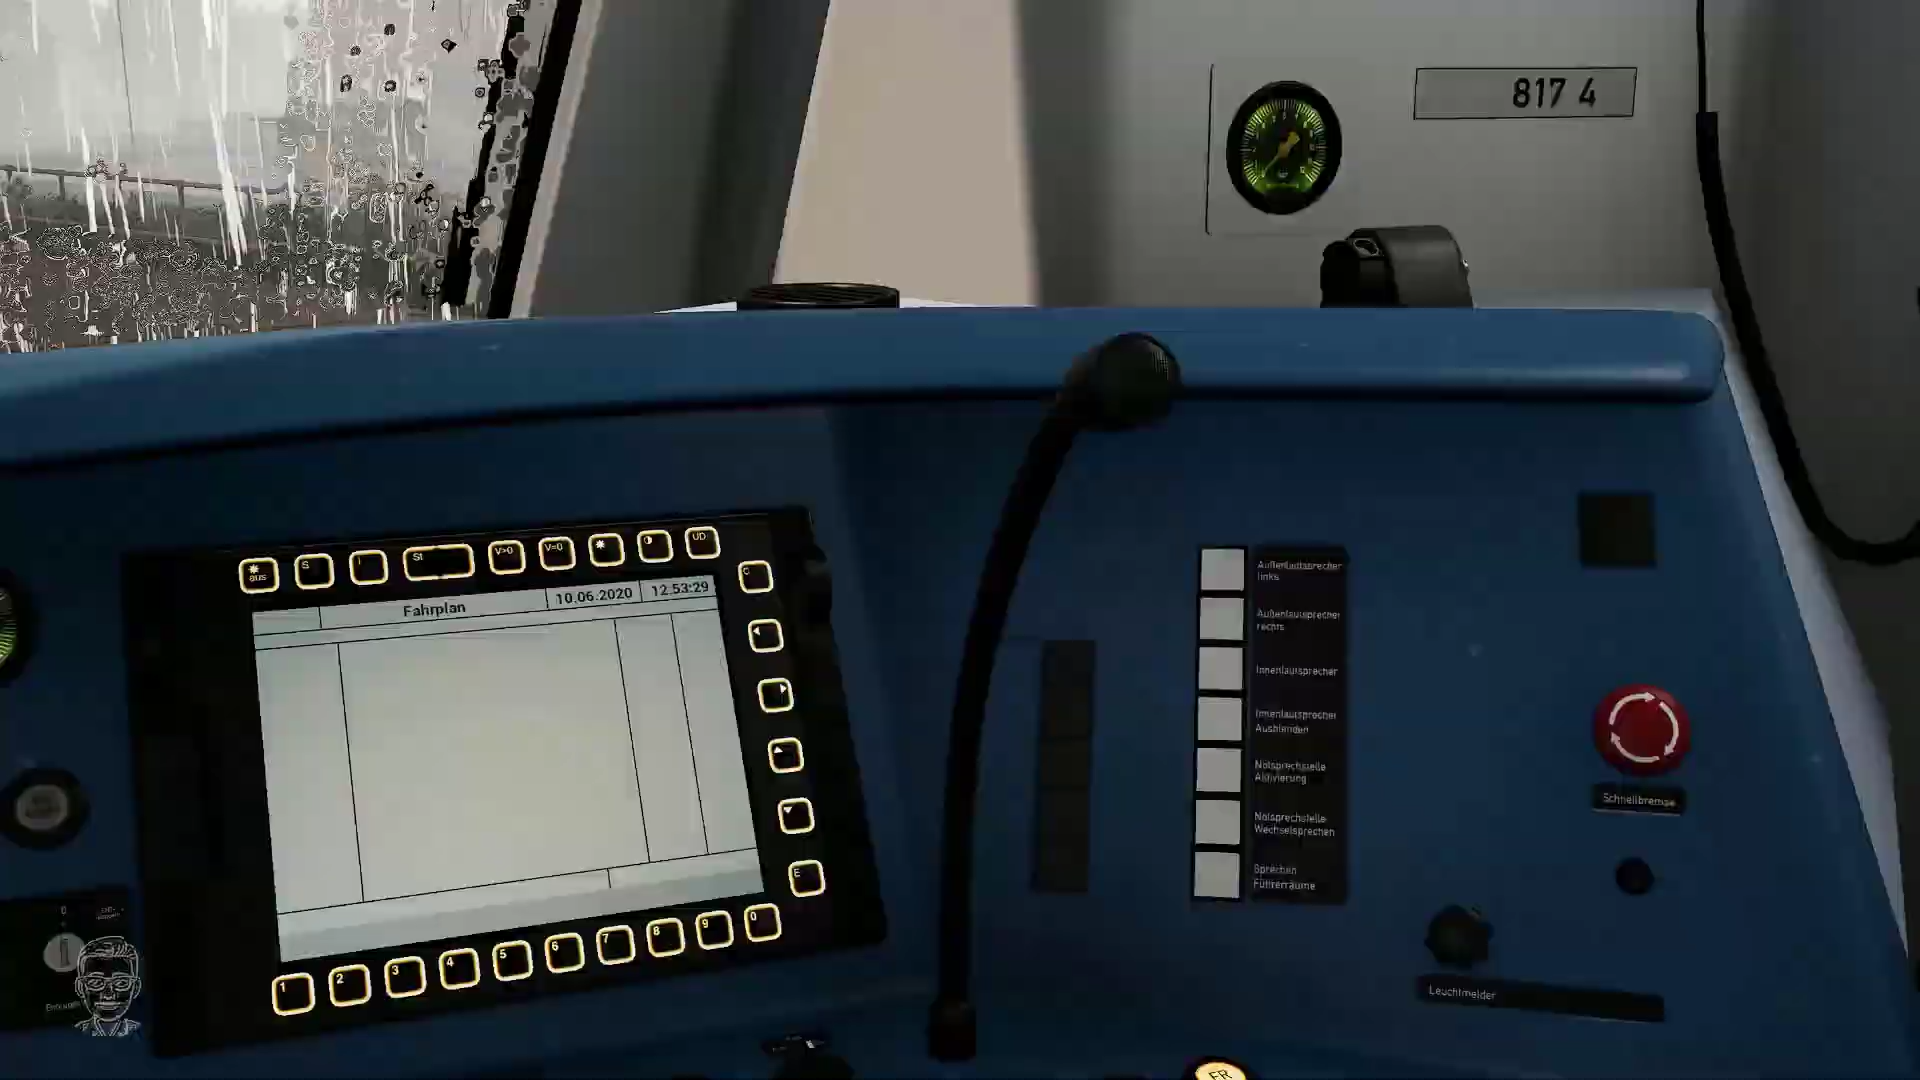 817 4
aus
S
I
St
V>0
V=0
UD
C
Fahrplan
10.06.2020
12:53:29
E
1
2
3
4
5
6
7
8
9
0
Außenlautsprecher
links
Außenlautsprecher
rechts
Innenlautsprecher
Innenlautsprecher
Ausblenden
Notsprechstelle
Aktivierung
Notsprechstelle
Wechselsprechen
Sprechen
Führerräume
Schnellbremse
Leuchtmelder
0
FR